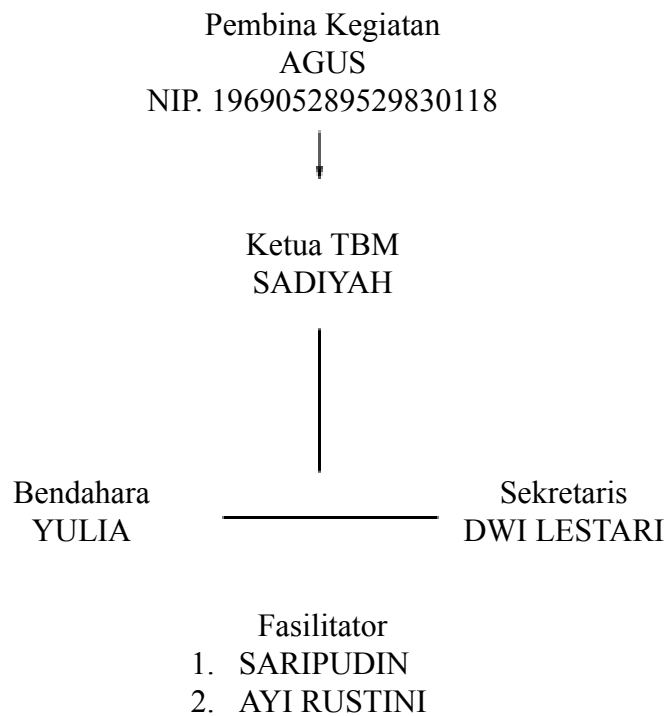 Pembina Kegiatan
AGUS
NIP. 196905289529830118
Ketua TBM
SADIYAH
Bendahara
YULIA
Sekretaris
DWI LESTARI
Fasilitator
1. SARIPUDIN
2. AYI RUSTINI